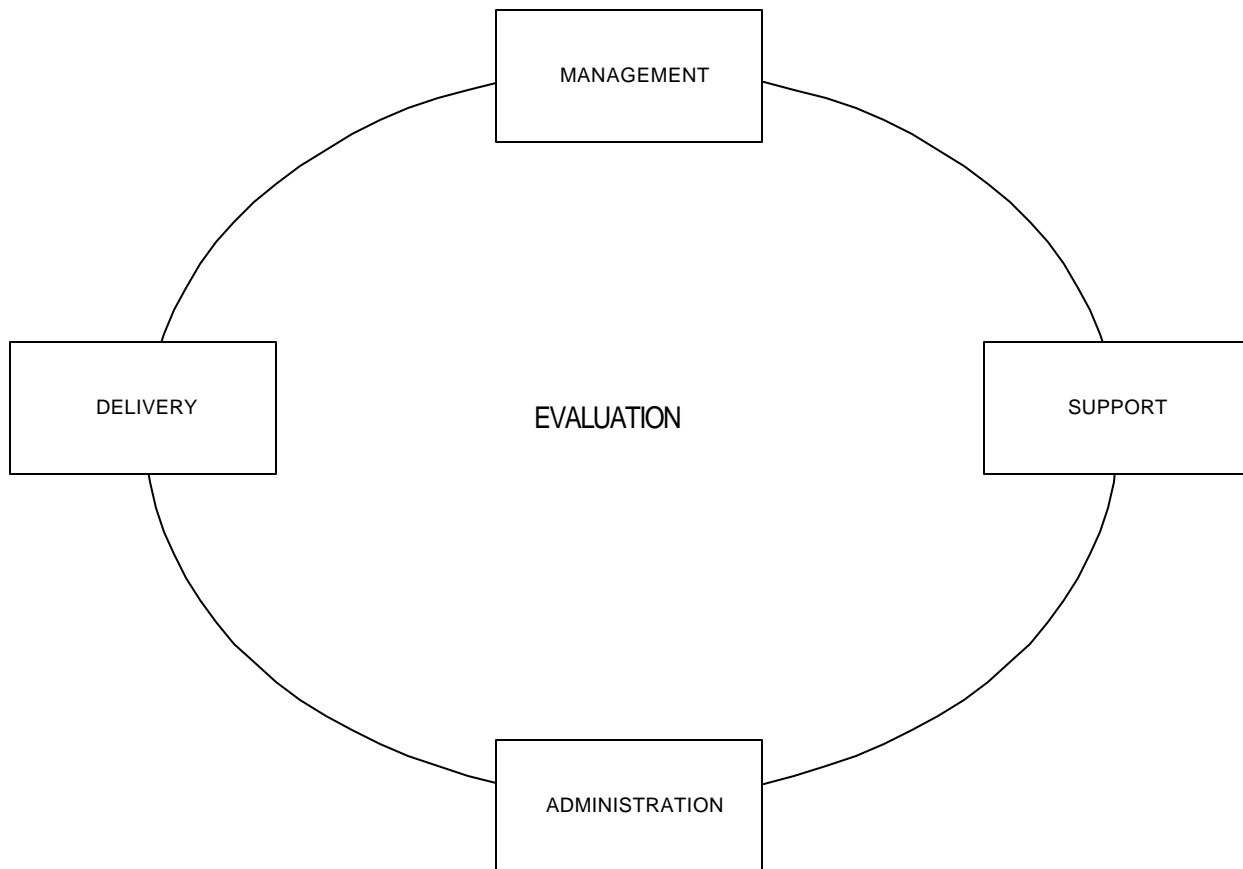 MANAGEMENT
DELIVERY
EVALUATION
SUPPORT
ADMINISTRATION